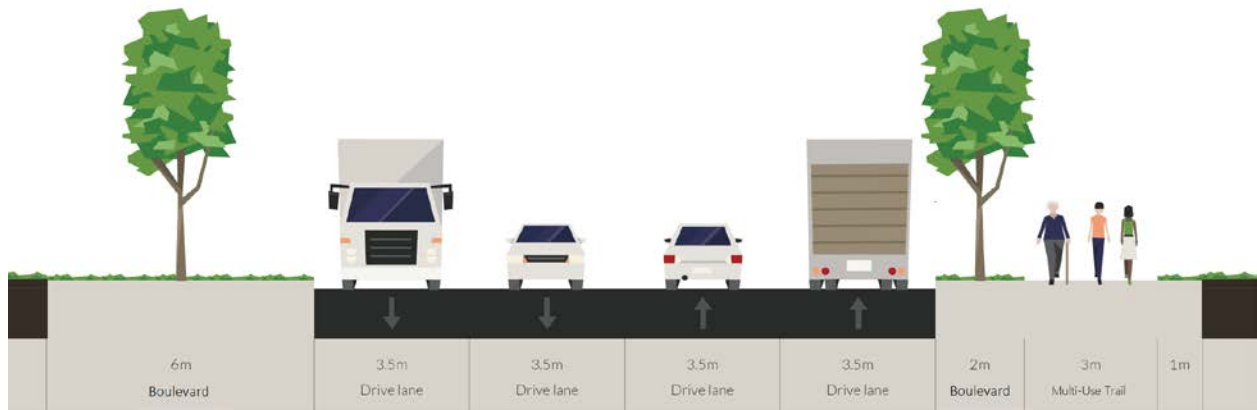 6m
Boulevard
3.5m
Drive lane
3.5m
Drive lane
3.5m
Drive lane
3.5m
Drive lane
2m
Boulevard
3m
Multi-Use Trail
1m